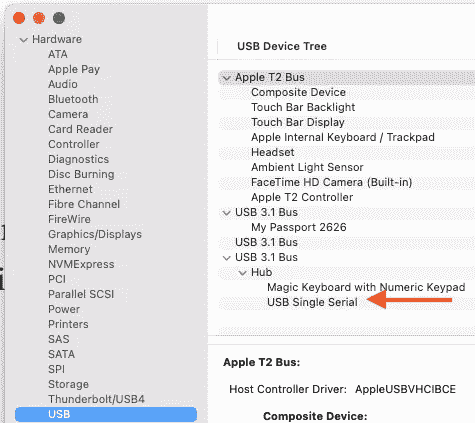 Hardware
ATA
Apple Pay
Audio
Bluetooth
Camera
Card Reader
Controller
Diagnostics
Disc Burning
Ethernet
Fibre Channel
FireWire
Graphics/Displays
Memory
NVMExpress
PCI
Parallel SCSI
Power
Printers
SAS
SATA
SPI
Storage
Thunderbolt/USB4
USB
USB Device Tree
Apple T2 Bus
Composite Device
Touch Bar Backlight
Touch Bar Display
Apple Internal Keyboard / Trackpad
Headset
Ambient Light Sensor
FaceTime HD Camera (Built-in)
Apple T2 Controller
USB 3.1 Bus
My Passport 2626
USB 3.1 Bus
USB 3.1 Bus
Hub
Magic Keyboard with Numeric Keypad
USB Single Serial
Apple T2 Bus:
Host Controller Driver: AppleUSBVHCIBCE
Composite Device: